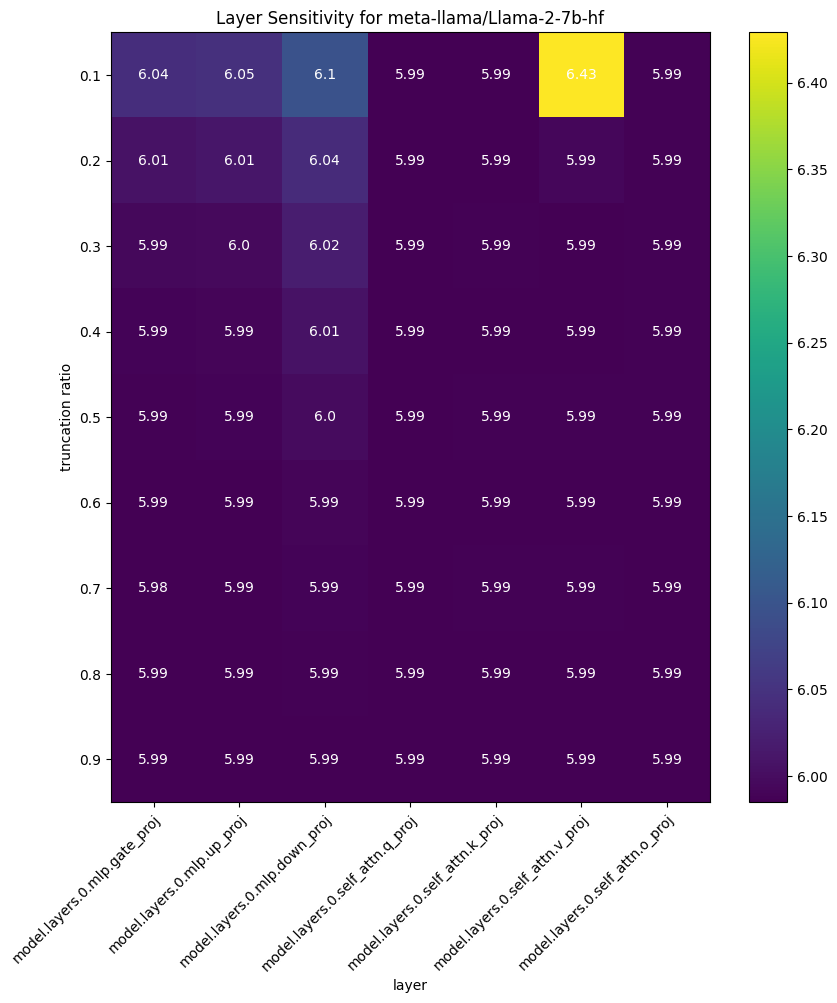 Layer Sensitivity for meta-llama/Llama-2-7b-hf
truncation ratio
0.1 6.04 6.05 6.1 5.99 5.99 6.43 5.99
0.2 6.01 6.01 6.04 5.99 5.99 5.99 5.99
0.3 5.99 6.0 6.02 5.99 5.99 5.99 5.99
0.4 5.99 5.99 6.01 5.99 5.99 5.99 5.99
0.5 5.99 5.99 6.0 5.99 5.99 5.99 5.99
0.6 5.99 5.99 5.99 5.99 5.99 5.99 5.99
0.7 5.98 5.99 5.99 5.99 5.99 5.99 5.99
0.8 5.99 5.99 5.99 5.99 5.99 5.99 5.99
0.9 5.99 5.99 5.99 5.99 5.99 5.99 5.99
model.layers.0.mlp.gate_proj
model.layers.0.mlp.up_proj
model.layers.0.mlp.down_proj
model.layers.0.self_attn.q_proj
model.layers.0.self_attn.k_proj
model.layers.0.self_attn.v_proj
model.layers.0.self_attn.o_proj
layer
6.40
6.35
6.30
6.25
6.20
6.15
6.10
6.05
6.00